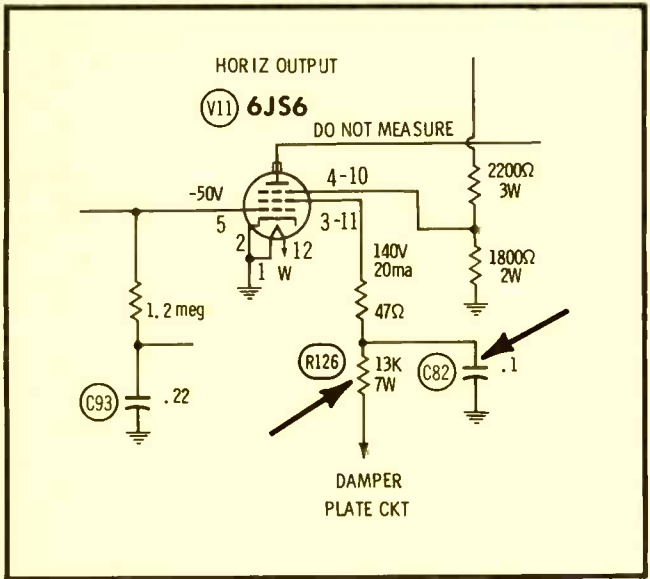 HORIZ OUTPUT
V11 6JS6
DO NOT MEASURE
2200Ω
3W
4-10
-50V
5
3-11
2
12
1
W
140V
20ma
1800Ω
2W
1.2 meg
47Ω
R126
13K
7W
C82
.1
C93
.22
DAMPER
PLATE CKT